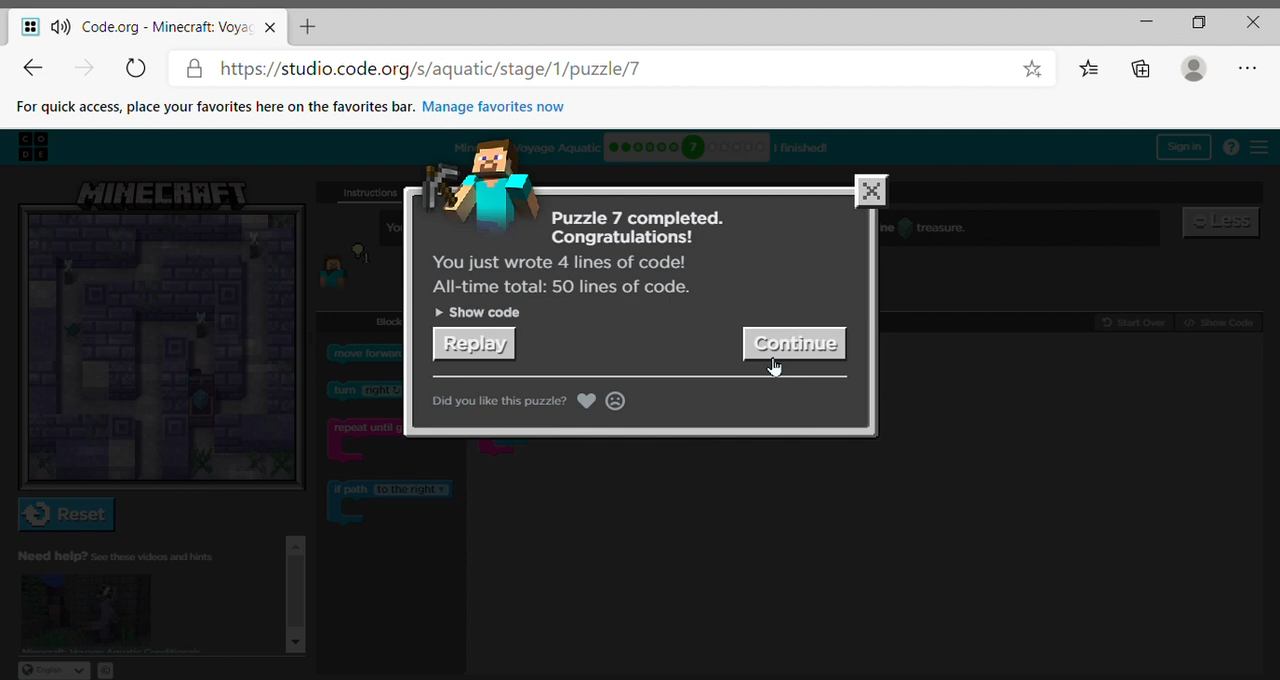 Code.org - Minecraft: Voyag
https://studio.code.org/s/aquatic/stage/1/puzzle/7
For quick access, place your favorites here on the favorites bar. Manage favorites now
C O
D E
Voyage Aquatic 7 I finished!
Sign in ?
MINECRAFT
Instructions
treasure.
Less
Puzzle 7 completed.
Congratulations!
You just wrote 4 lines of code!
All-time total: 50 lines of code.
Show code
Replay Continue
Did you like this puzzle?
Start Over Show Code
move forward
turn right
repeat until
if path to the right
Reset
Need help? See these videos and hints
Minecraft: Voyage Aquatic Conditionals
English